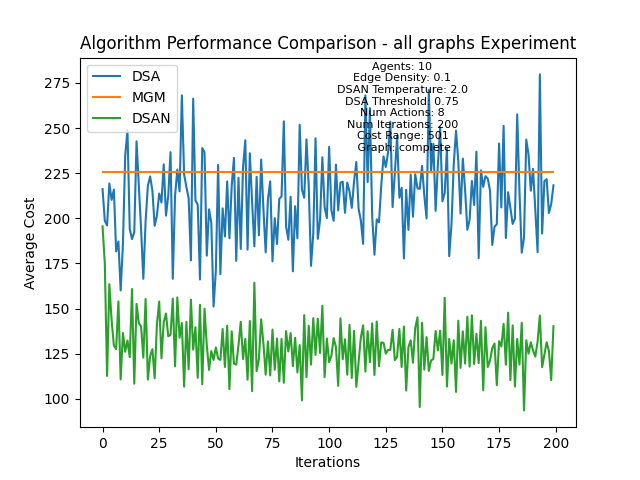 Algorithm Performance Comparison - all graphs Experiment
DSA
MGM
DSAN
Agents: 10
Edge Density: 0.1
DSAN Temperature: 2.0
DSA Threshold: 0.75
Num Actions: 8
Num Iterations: 200
Cost Range: 501
Graph: complete
Average Cost
275
250
225
200
175
150
125
100
0 25 50 75 100 125 150 175 200
Iterations